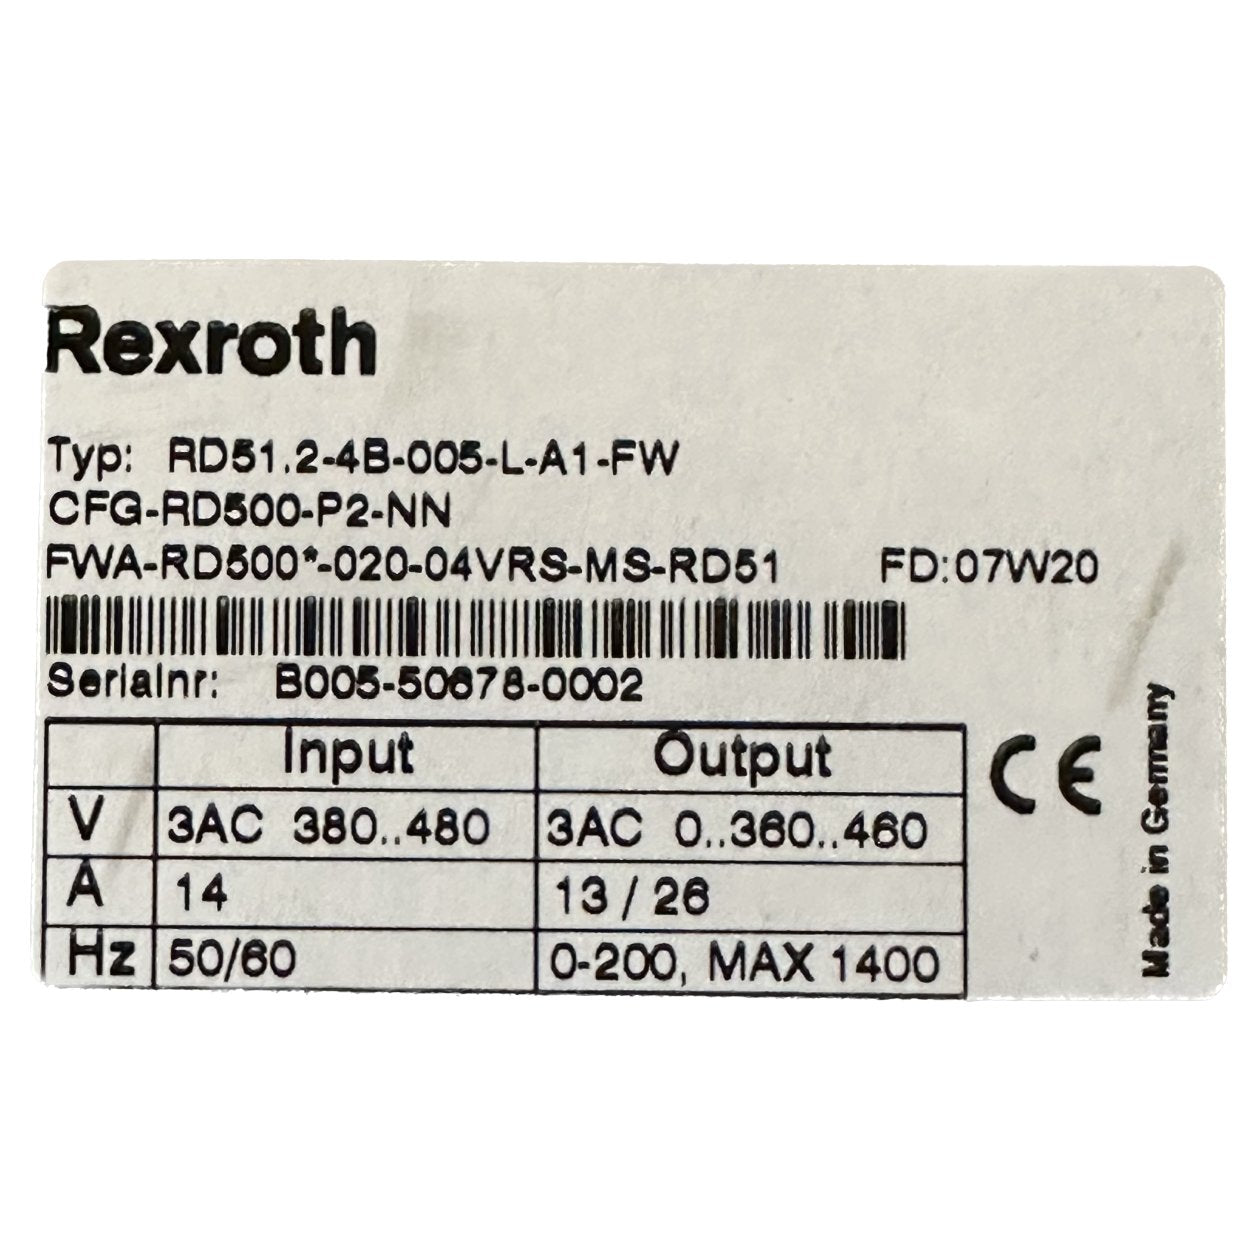 Rexroth
Typ: RD51.2-4B-005-L-A1-FW
CFG-RD500-P2-NN
FWA-RD500*-020-04VRS-MS-RD51 FD:07W20
Serialnr: B005-50678-0002
Input Output
V 3AC 380..480 3AC 0..360..460
A 14 13 / 26
Hz 50/60 0-200, MAX 1400
CE
Made in Germany